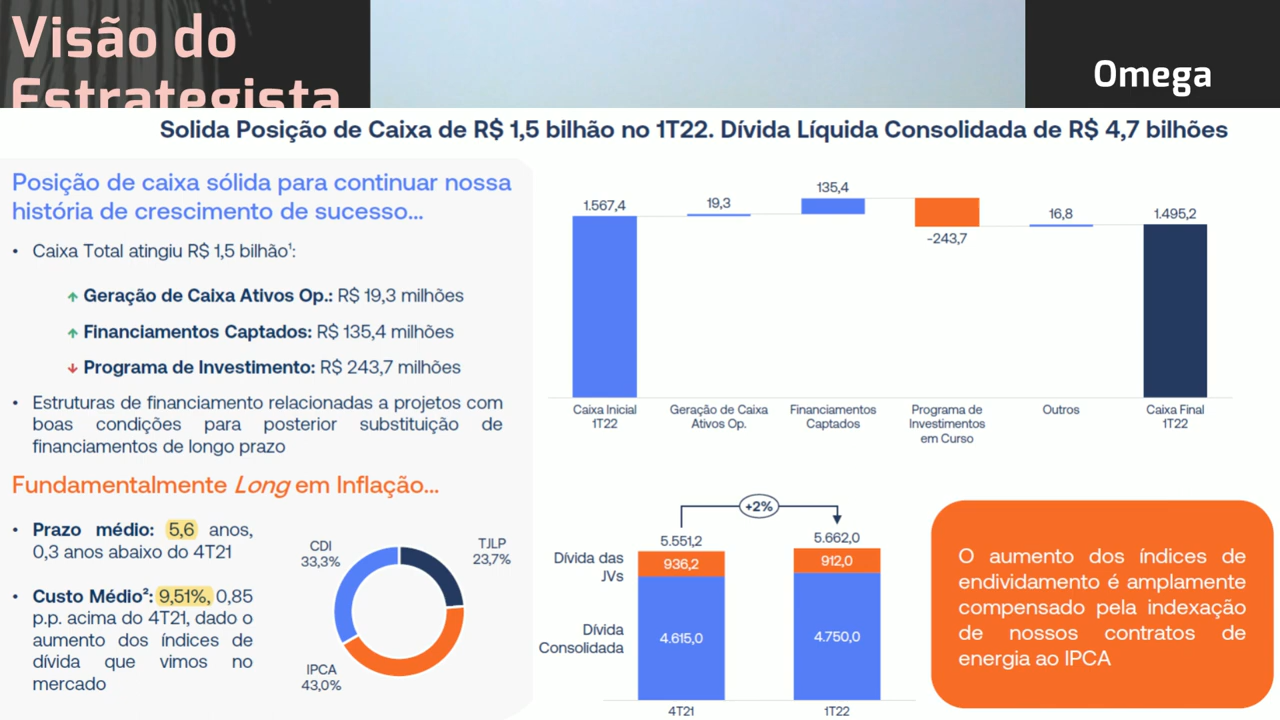 Visão do
Estrategista
Omega
Solida Posição de Caixa de R$ 1,5 bilhão no 1T22. Dívida Líquida Consolidada de R$ 4,7 bilhões
Posição de caixa sólida para continuar nossa
história de crescimento de sucesso...
• Caixa Total atingiu R$ 1,5 bilhão¹:
Geração de Caixa Ativos Op.: R$ 19,3 milhões
Financiamentos Captados: R$ 135,4 milhões
Programa de Investimento: R$ 243,7 milhões
• Estruturas de financiamento relacionadas a projetos com
boas condições para posterior substituição de
financiamentos de longo prazo
Fundamentalmente Long em Inflação...
• Prazo médio: 5,6 anos,
0,3 anos abaixo do 4T21
• Custo Médio²: 9,51%, 0,85
p.p. acima do 4T21, dado o
aumento dos índices de
dívida que vimos no
mercado
CDI
33,3%
TJLP
23,7%
IPCA
43,0%
1.567,4
19,3
135,4
-243,7
16,8
1.495,2
Caixa Inicial
1T22
Geração de Caixa
Ativos Op.
Financiamentos
Captados
Programa de
Investimentos
em Curso
Outros
Caixa Final
1T22
+2%
5.551,2
5.662,0
Dívida das
JVs
936,2
912,0
Dívida
Consolidada
4.615,0
4.750,0
4T21
1T22
O aumento dos índices de
endividamento é amplamente
compensado pela indexação
de nossos contratos de
energia ao IPCA